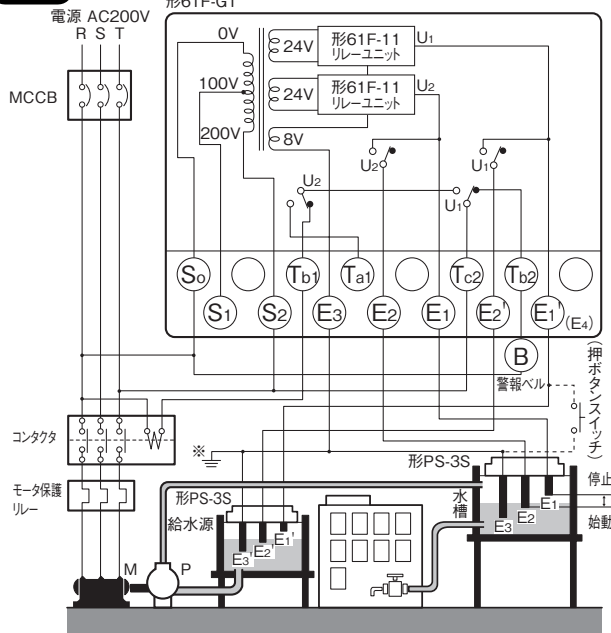 形61F-G1
電源 AC200V
R S T
MCCB
0V
100V
200V
24V
24V
8V
形61F-11
リレーユニット
U1
形61F-11
リレーユニット
U2
U2
U1
U2
U1
S0
Tb1
Ta1
Tc2
Tb2
S1
S2
E3
E2
E1
E2'
E1'
(E4)
B
警報ベル
(押ボタンスイッチ)
コンタクタ
※
モータ保護
リレー
形PS-3S
給水源
E3'
E2'
E1'
形PS-3S
水槽
E3
E2
E1
停止
始動
M
P